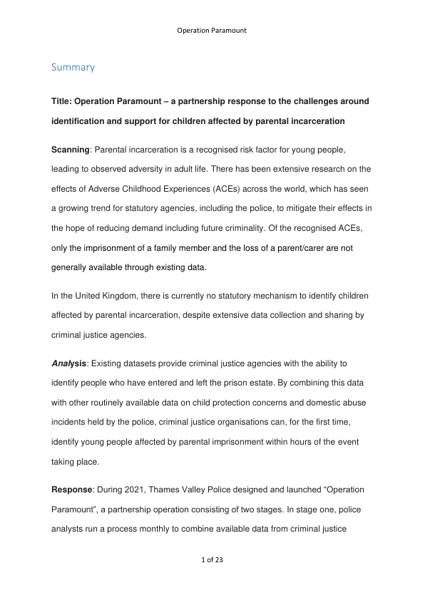 Operation Paramount
Summary
Title: Operation Paramount – a partnership response to the challenges around
identification and support for children affected by parental incarceration
Scanning: Parental incarceration is a recognised risk factor for young people,
leading to observed adversity in adult life. There has been extensive research on the
effects of Adverse Childhood Experiences (ACEs) across the world, which has seen
a growing trend for statutory agencies, including the police, to mitigate their effects in
the hope of reducing demand including future criminality. Of the recognised ACEs,
only the imprisonment of a family member and the loss of a parent/carer are not
generally available through existing data.
In the United Kingdom, there is currently no statutory mechanism to identify children
affected by parental incarceration, despite extensive data collection and sharing by
criminal justice agencies.
Analysis: Existing datasets provide criminal justice agencies with the ability to
identify people who have entered and left the prison estate. By combining this data
with other routinely available data on child protection concerns and domestic abuse
incidents held by the police, criminal justice organisations can, for the first time,
identify young people affected by parental imprisonment within hours of the event
taking place.
Response: During 2021, Thames Valley Police designed and launched “Operation
Paramount”, a partnership operation consisting of two stages. In stage one, police
analysts run a process monthly to combine available data from criminal justice
1 of 23